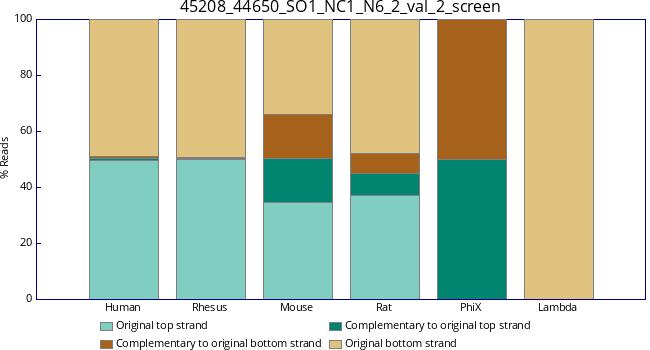 45208_44650_SO1_NC1_N6_2_val_2_screen
100
80
60
40
20
0
% Reads
Human Rhesus Mouse Rat PhiX Lambda
Original top strand Complementary to original top strand
Complementary to original bottom strand Original bottom strand